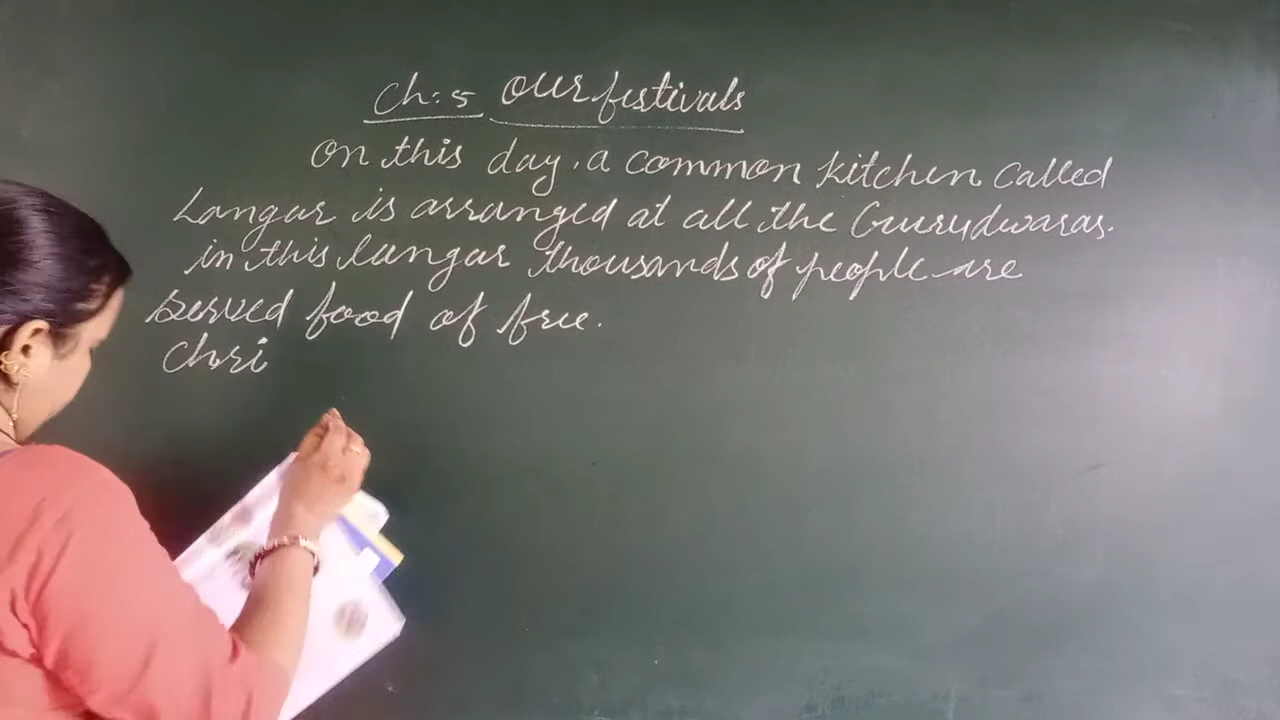 Ch: 5 Our festivals
On this day, a common kitchen called
Langar is arranged at all the Gurudwaras.
in this langar thousands of people are
served food of free.
Chri